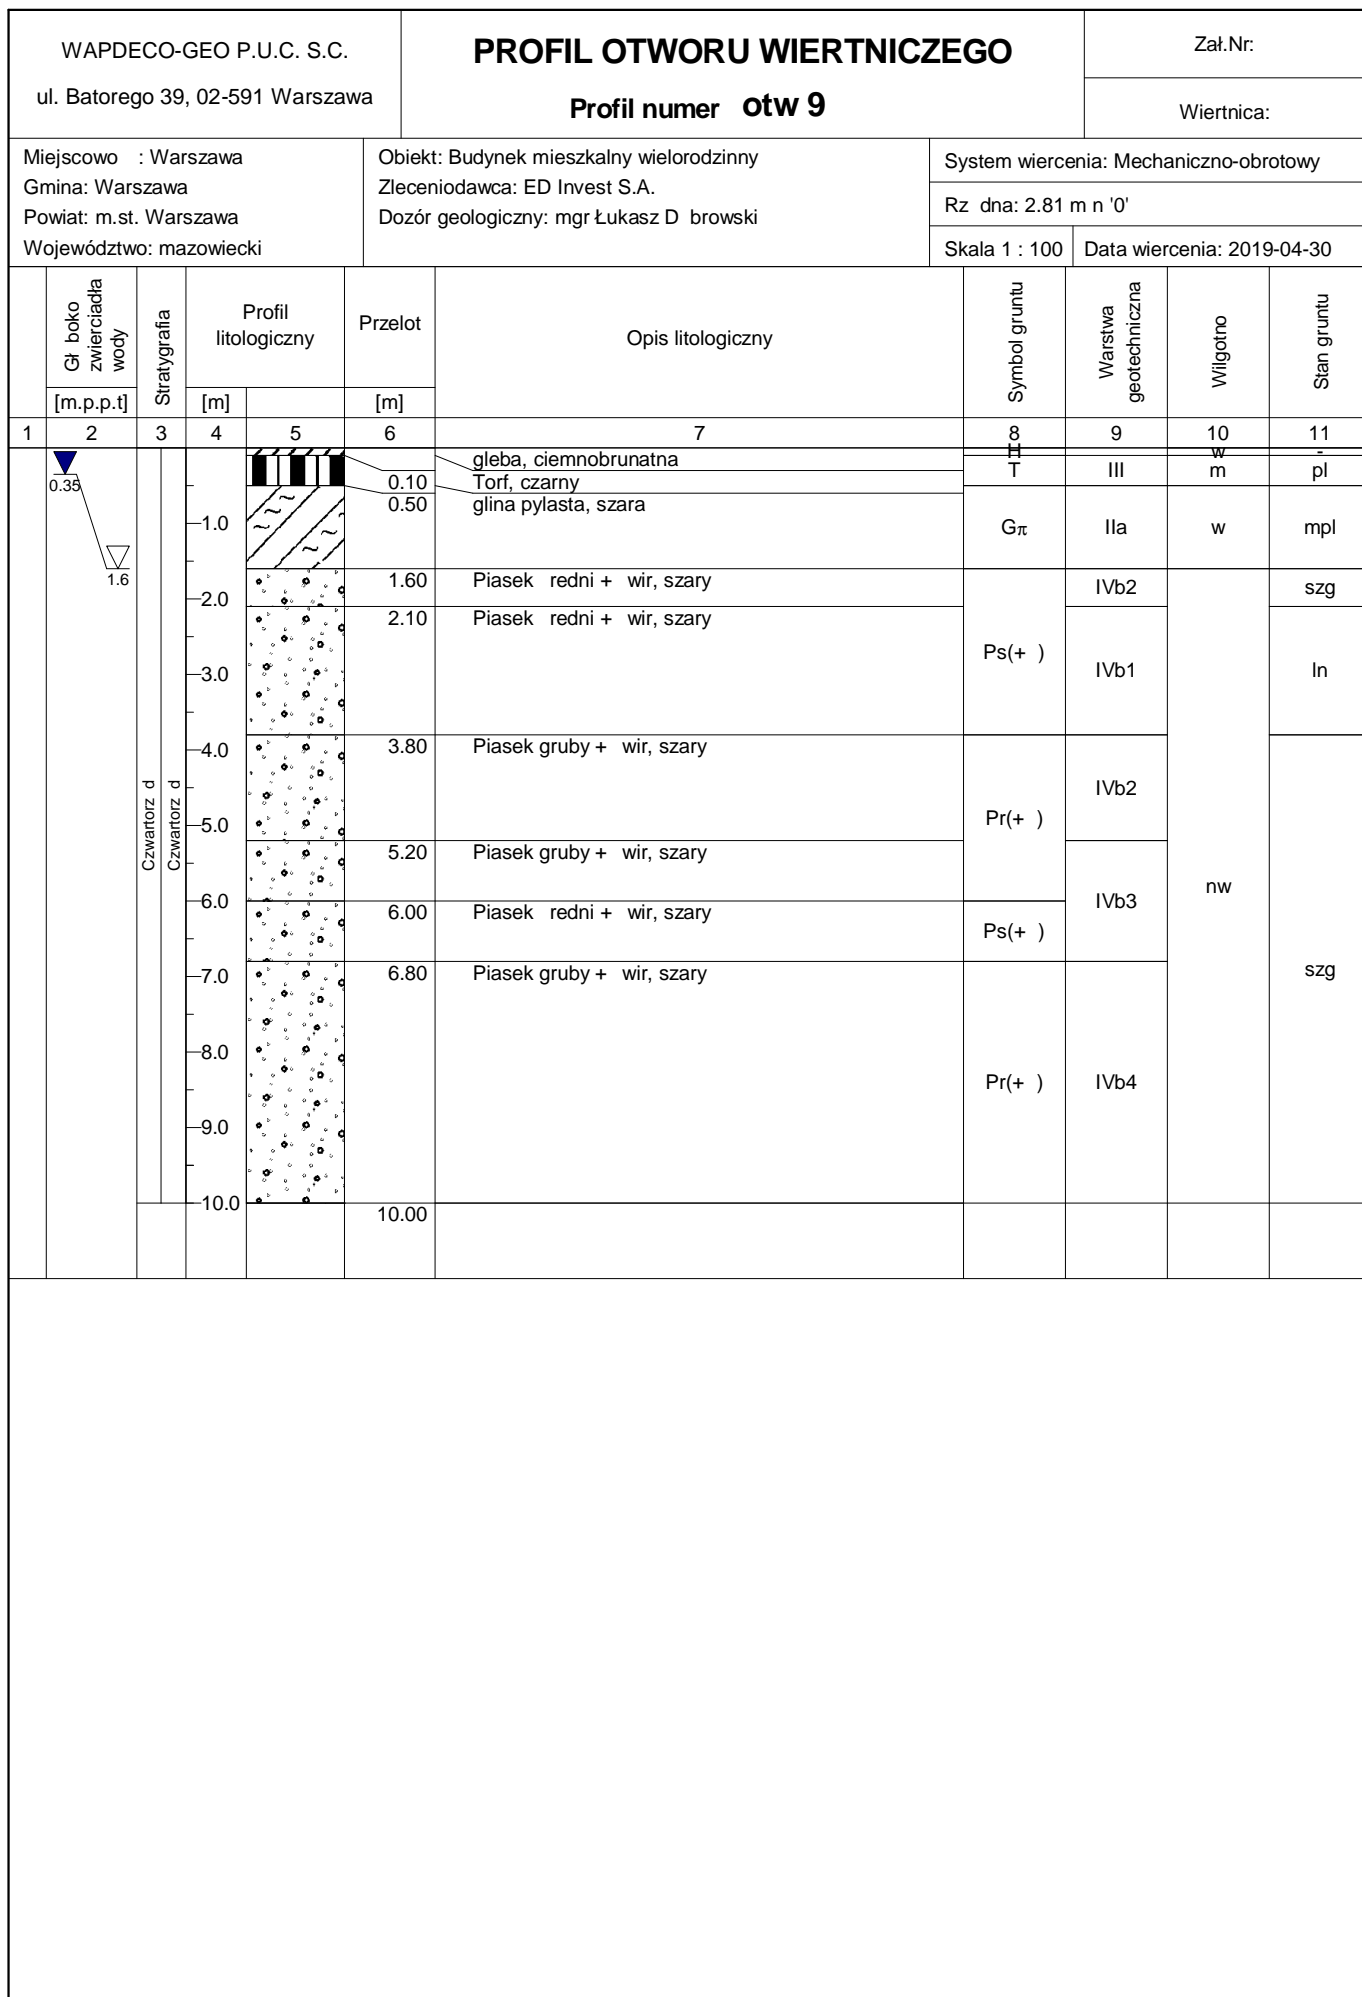 WAPDECO-GEO P.U.C. S.C.
ul. Batorego 39, 02-591 Warszawa
PROFIL OTWORU WIERTNICZEGO
Profil numer otw 9
Zał.Nr:
Wiertnica:
Miejscowo : Warszawa
Gmina: Warszawa
Powiat: m.st. Warszawa
Województwo: mazowiecki
Obiekt: Budynek mieszkalny wielorodzinny
Zleceniodawca: ED Invest S.A.
Dozór geologiczny: mgr Łukasz D browski
System wiercenia: Mechaniczno-obrotowy
Rz dna: 2.81 m n '0'
Skala 1 : 100
Data wiercenia: 2019-04-30
Gł boko
zwierciadła
wody
[m.p.p.t]
Stratygrafia
Profil
litologiczny
[m]
Przelot
[m]
Opis litologiczny
Symbol gruntu
Warstwa
geotechniczna
Wilgotno
Stan gruntu
1 2 3 4 5 6 7 8 9 10 11
gleba, ciemnobrunatna H w -
0.10 Torf, czarny T III m pl
0.35
0.50 glina pylasta, szara
1.0
Gπ IIa w mpl
1.6
1.60 Piasek redni + wir, szary IVb2 szg
2.0
2.10 Piasek redni + wir, szary
Ps(+ )
3.0
IVb1 ln
3.80 Piasek gruby + wir, szary
4.0
IVb2
Pr(+ )
5.0
5.20 Piasek gruby + wir, szary
Czwartorz d
Czwartorz d
nw
6.0
IVb3
6.00 Piasek redni + wir, szary
Ps(+ )
6.80 Piasek gruby + wir, szary
7.0
szg
8.0
Pr(+ ) IVb4
9.0
10.0
10.00